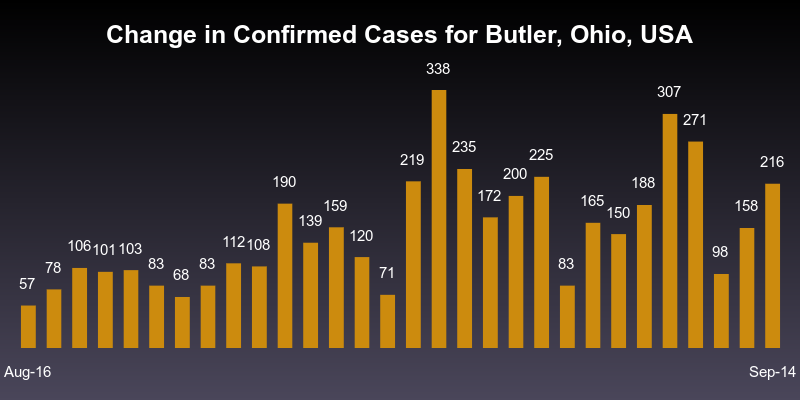 Change in Confirmed Cases for Butler, Ohio, USA
57 78 106 101 103 83 68 83 112 108 190 139 159 120 71 219 338 235 172 200 225 83 165 150 188 307 271 98 158 216
Aug-16 Sep-14